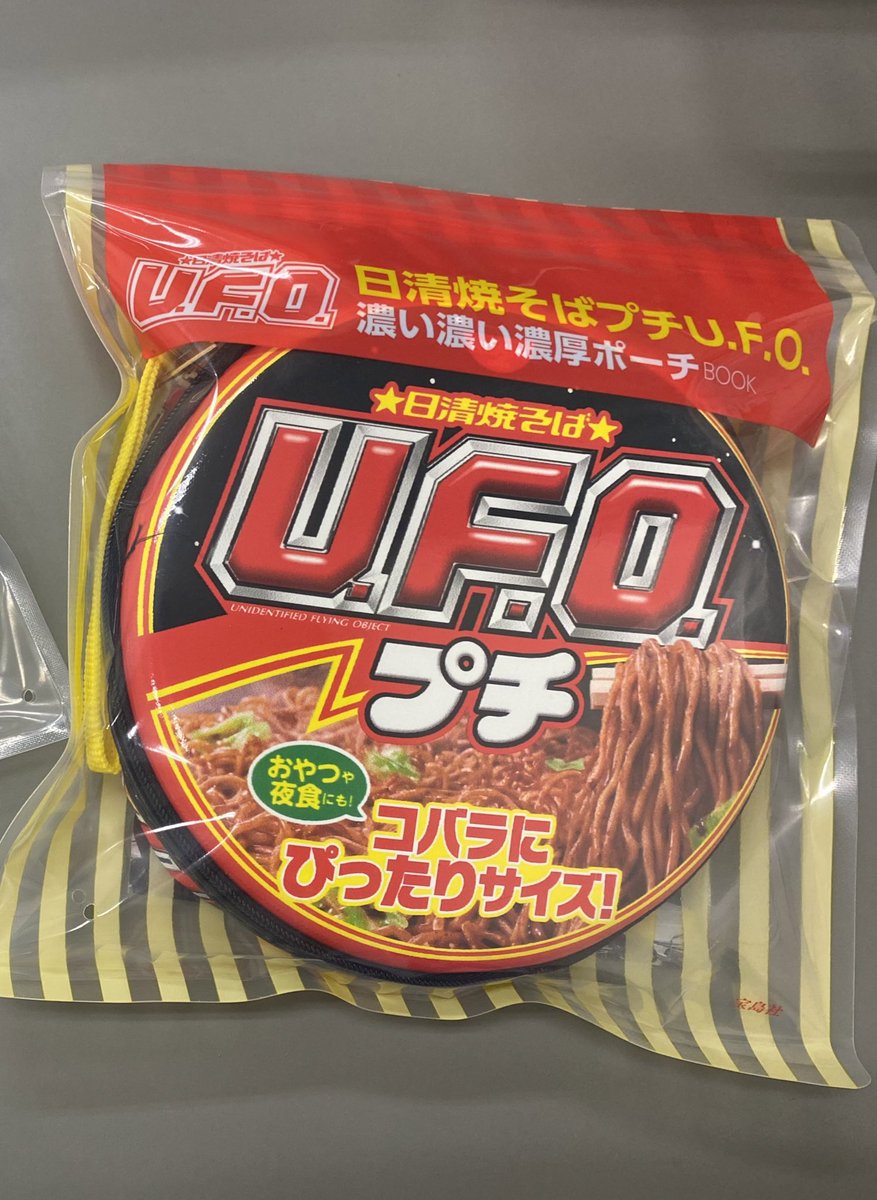 ★日清焼そば★
U.F.O.
日清焼そばプチU.F.O.
濃い濃い濃厚ポーチBOOK
★日清焼そば★
U.F.O.
UNIDENTIFIED FLYING OBJECT
プチ
おやつや
夜食にも!
コバラに
ぴったりサイズ!
宝島社